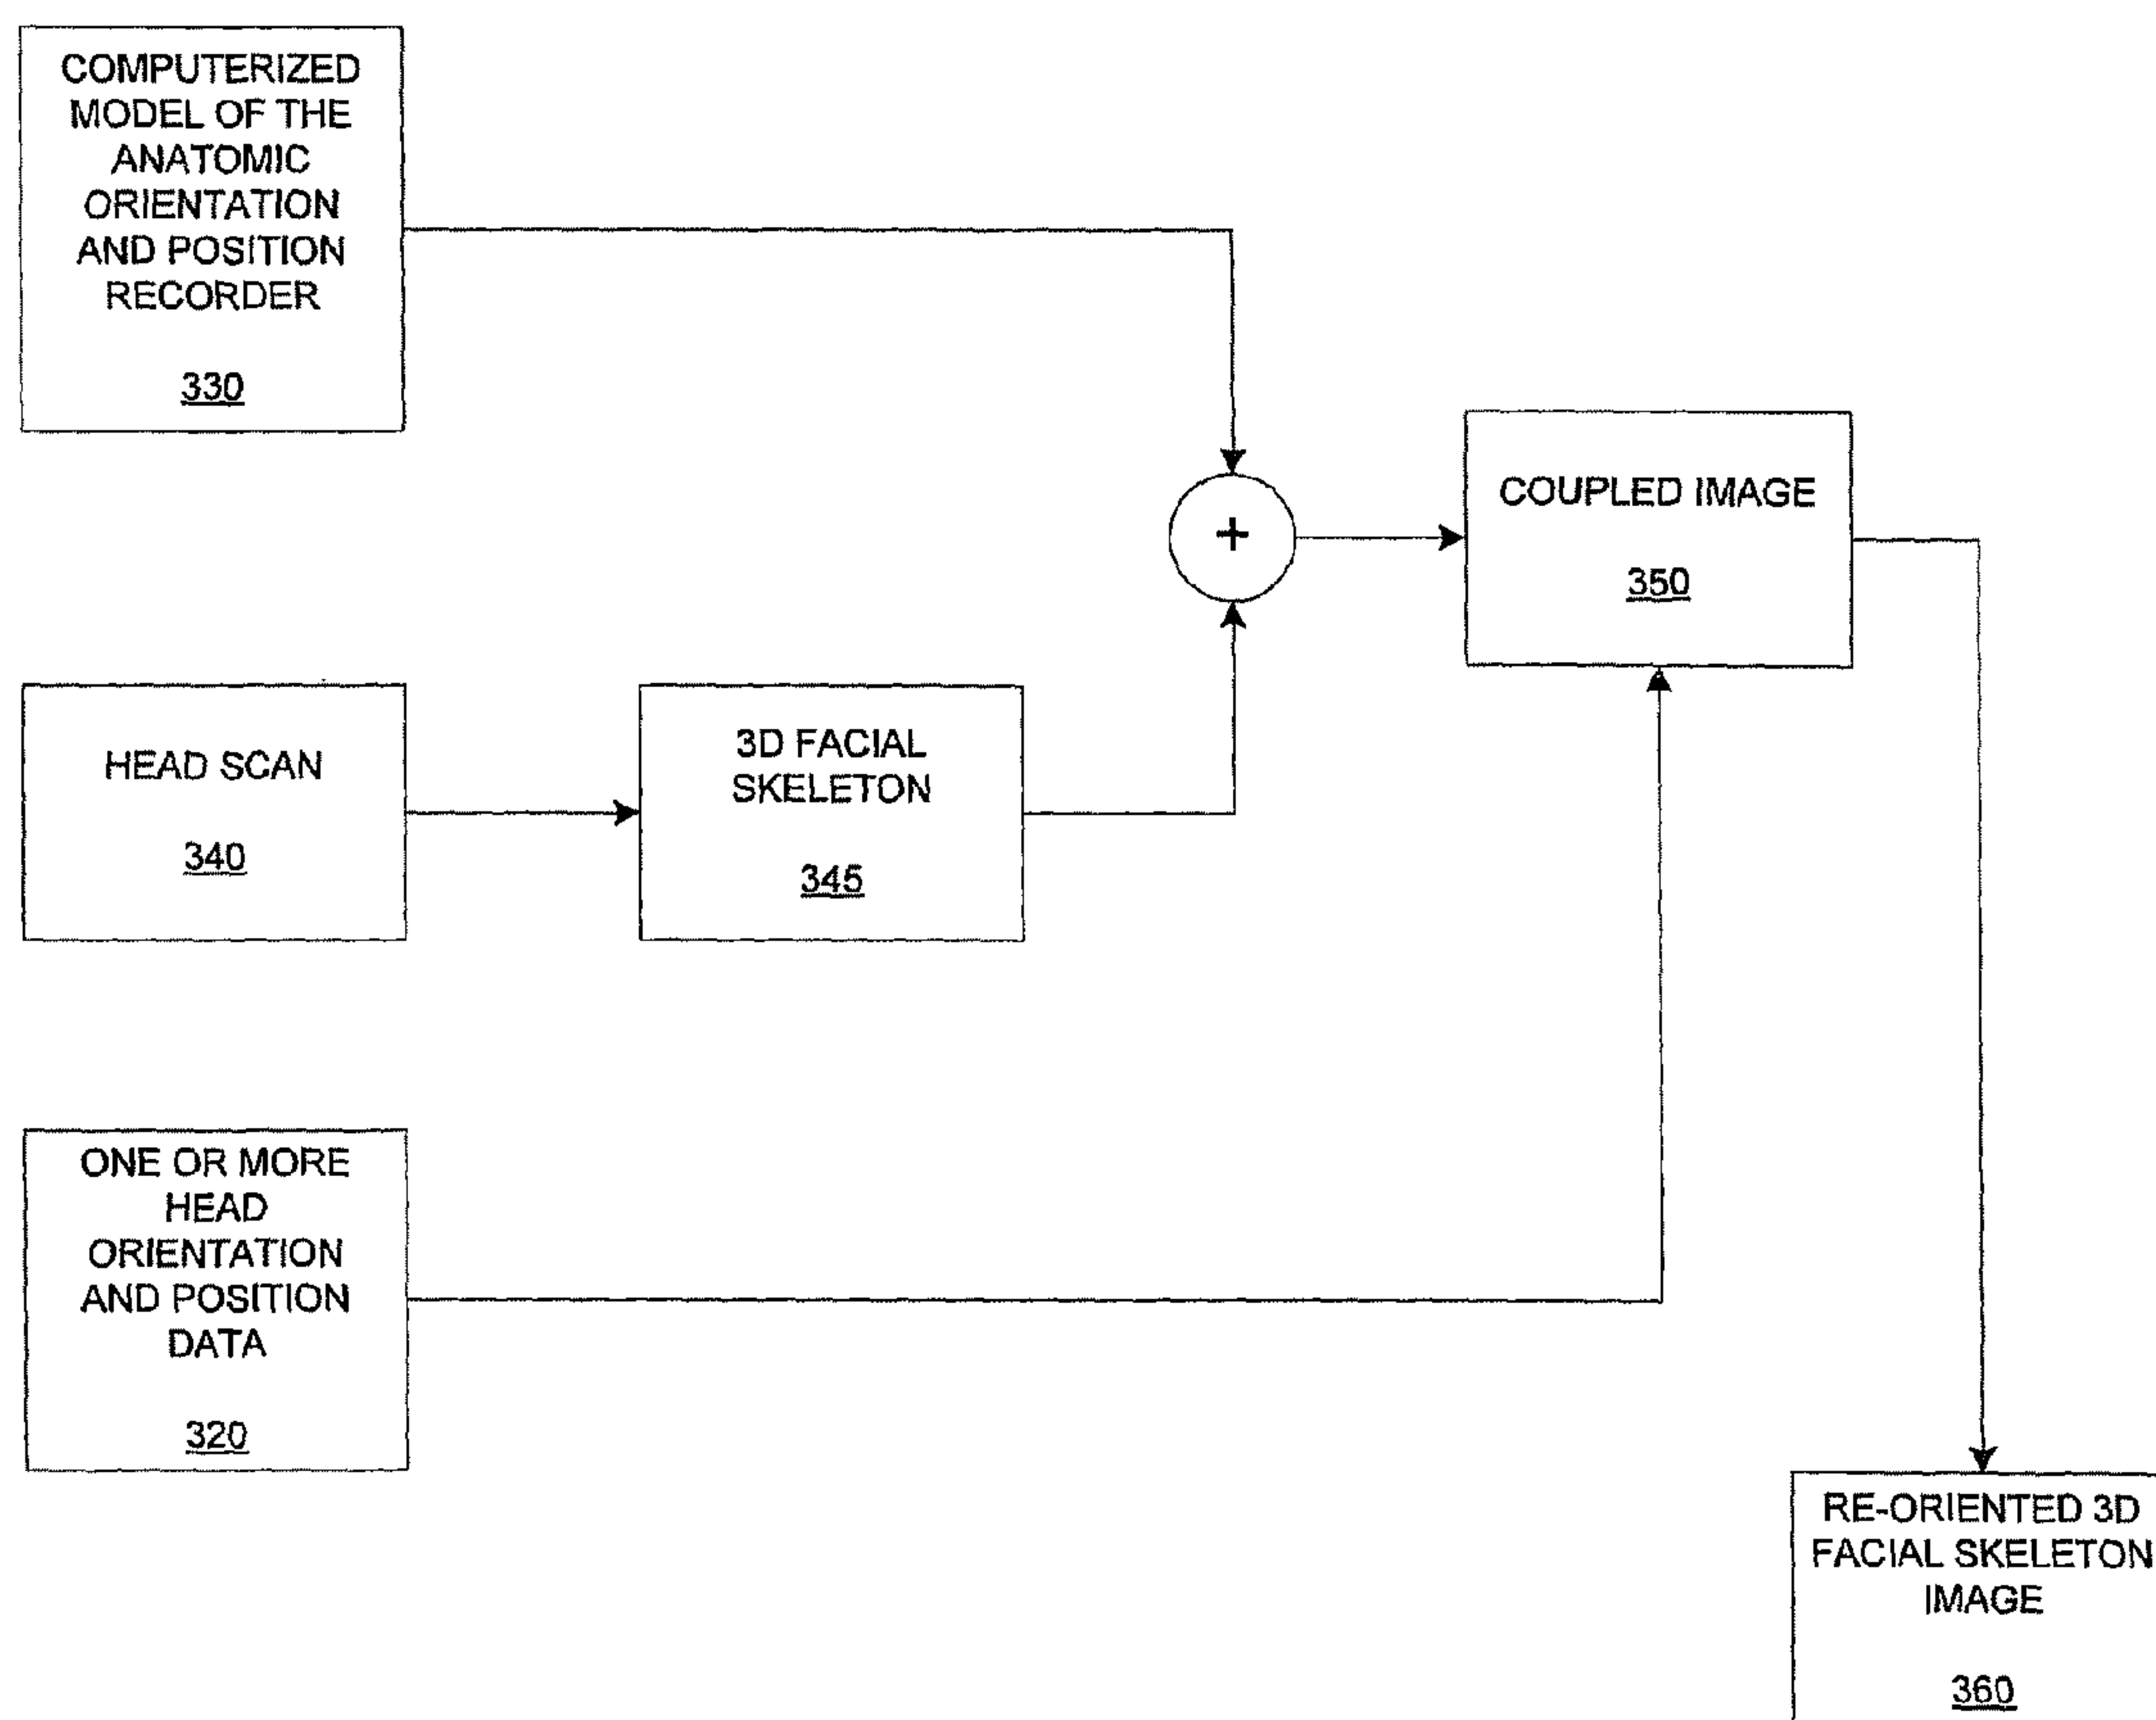 COMPUTERIZED
MODEL OF THE
ANATOMIC
ORIENTATION
AND POSITION
RECORDER
330
+
COUPLED IMAGE
350
HEAD SCAN
340
3D FACIAL
SKELETON
345
ONE OR MORE
HEAD
ORIENTATION
AND POSITION
DATA
320
RE-ORIENTED 3D
FACIAL SKELETON
IMAGE
360